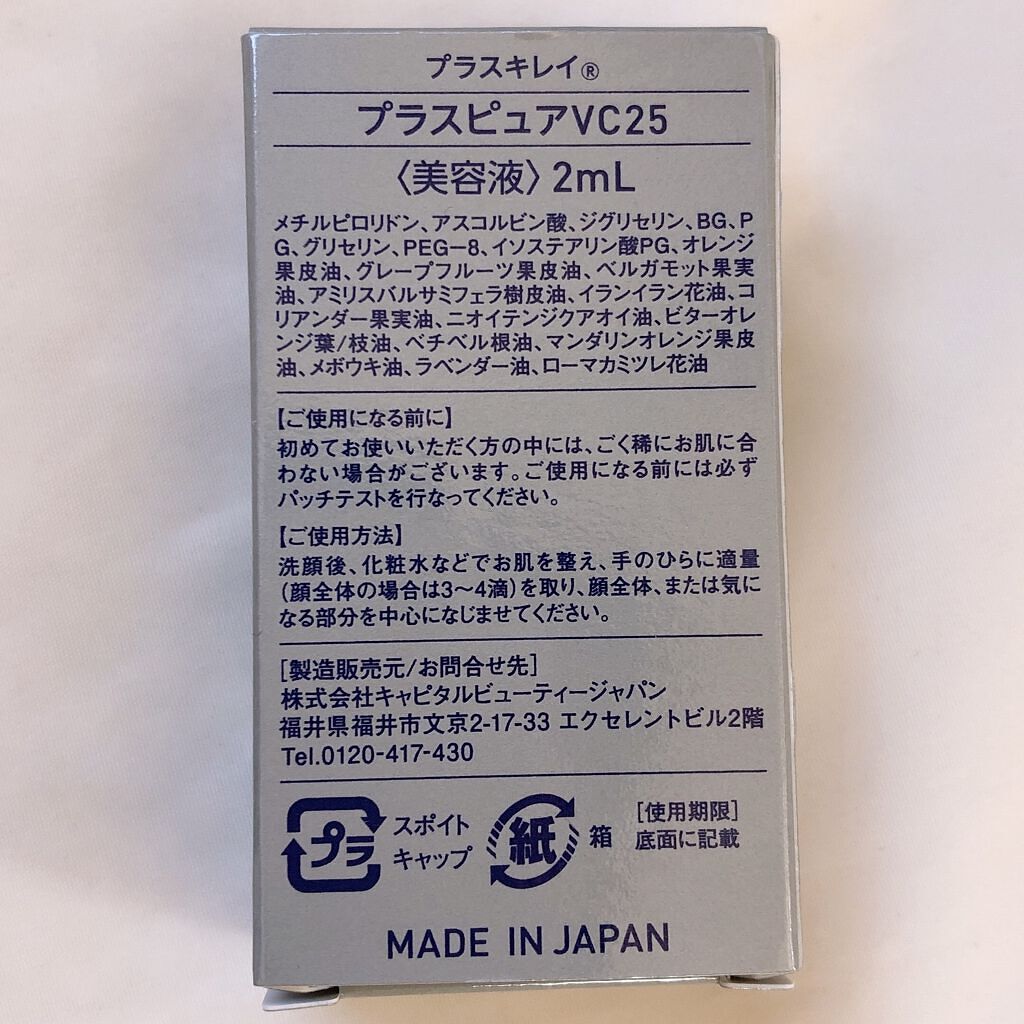 プラスキレイ®
プラスピュアVC25
〈美容液〉2mL
メチルピロリドン、アスコルビン酸、ジグリセリン、BG、P
G、グリセリン、PEG−8、イソステアリン酸PG、オレンジ
果皮油、グレープフルーツ果皮油、ベルガモット果実
油、アミリスバルサミフェラ樹皮油、イランイラン花油、コ
リアンダー果実油、ニオイテンジクアオイ油、ビターオレ
ンジ葉/枝油、ベチベル根油、マンダリンオレンジ果皮
油、メボウキ油、ラベンダー油、ローマカミツレ花油
【ご使用になる前に】
初めてお使いいただく方の中には、ごく稀にお肌に合
わない場合がございます。ご使用になる前には必ず
パッチテストを行なってください。
【ご使用方法】
洗顔後、化粧水などでお肌を整え、手のひらに適量
(顔全体の場合は3〜4滴)を取り、顔全体、または気に
なる部分を中心になじませてください。
[製造販売元/お問合せ先]
株式会社キャピタルビューティージャパン
福井県福井市文京2-17-33 エクセレントビル2階
Tel.0120-417-430
プラ
スポイト
キャップ
紙
箱
[使用期限]
底面に記載
MADE IN JAPAN